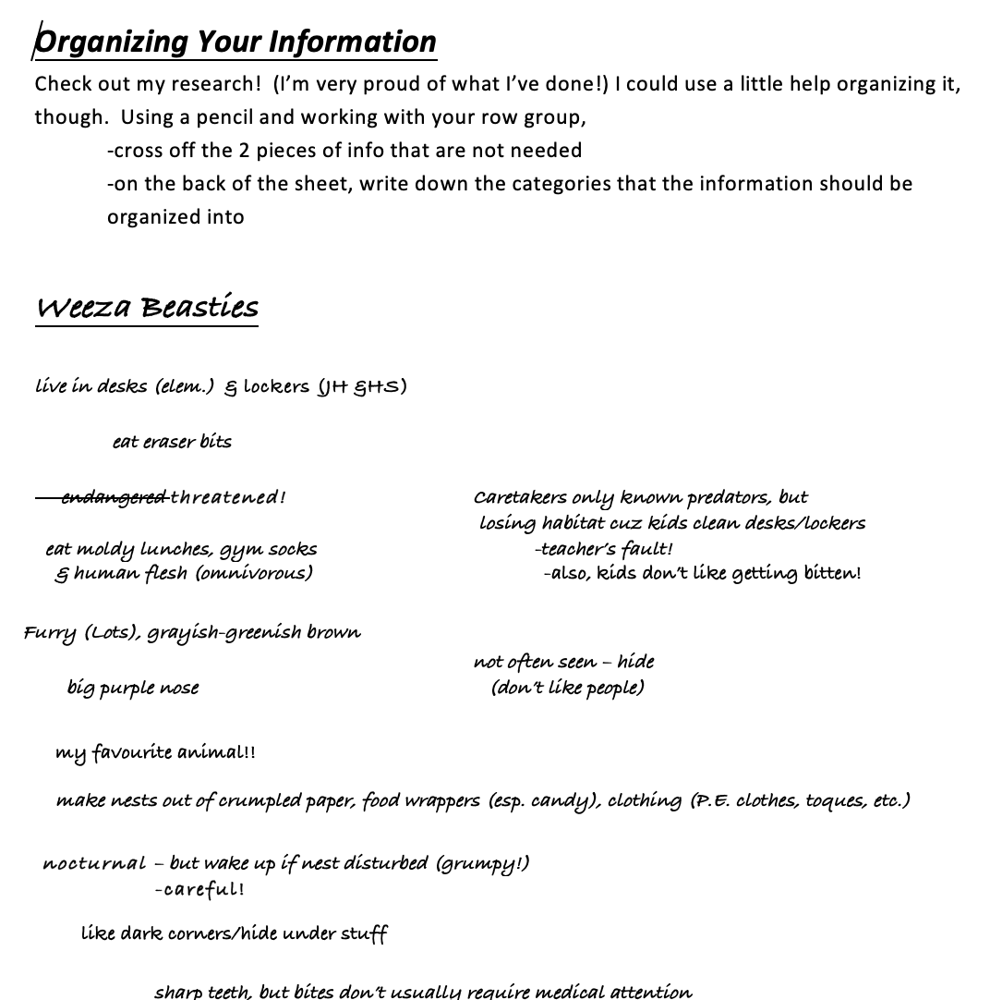 Organizing Your Information
Check out my research!  (I'm very proud of what I've done!) I could use a little help organizing it,
though.  Using a pencil and working with your row group,
-cross off the 2 pieces of info that are not needed
-on the back of the sheet, write down the categories that the information should be
organized into
Weeza Beasties
live in desks (elem.)  & lockers (JH &HS)
eat eraser bits
endangered threatened!
Caretakers only known predators, but
losing habitat cuz kids clean desks/lockers
eat moldy lunches, gym socks
-teacher's fault!
& human flesh (omnivorous)
-also, kids don't like getting bitten!
Furry (Lots), grayish-greenish brown
not often seen – hide
big purple nose
(don't like people)
my favourite animal!!
make nests out of crumpled paper, food wrappers (esp. candy), clothing (P.E. clothes, toques, etc.)
nocturnal – but wake up if nest disturbed (grumpy!)
-careful!
like dark corners/hide under stuff
sharp teeth, but bites don't usually require medical attention